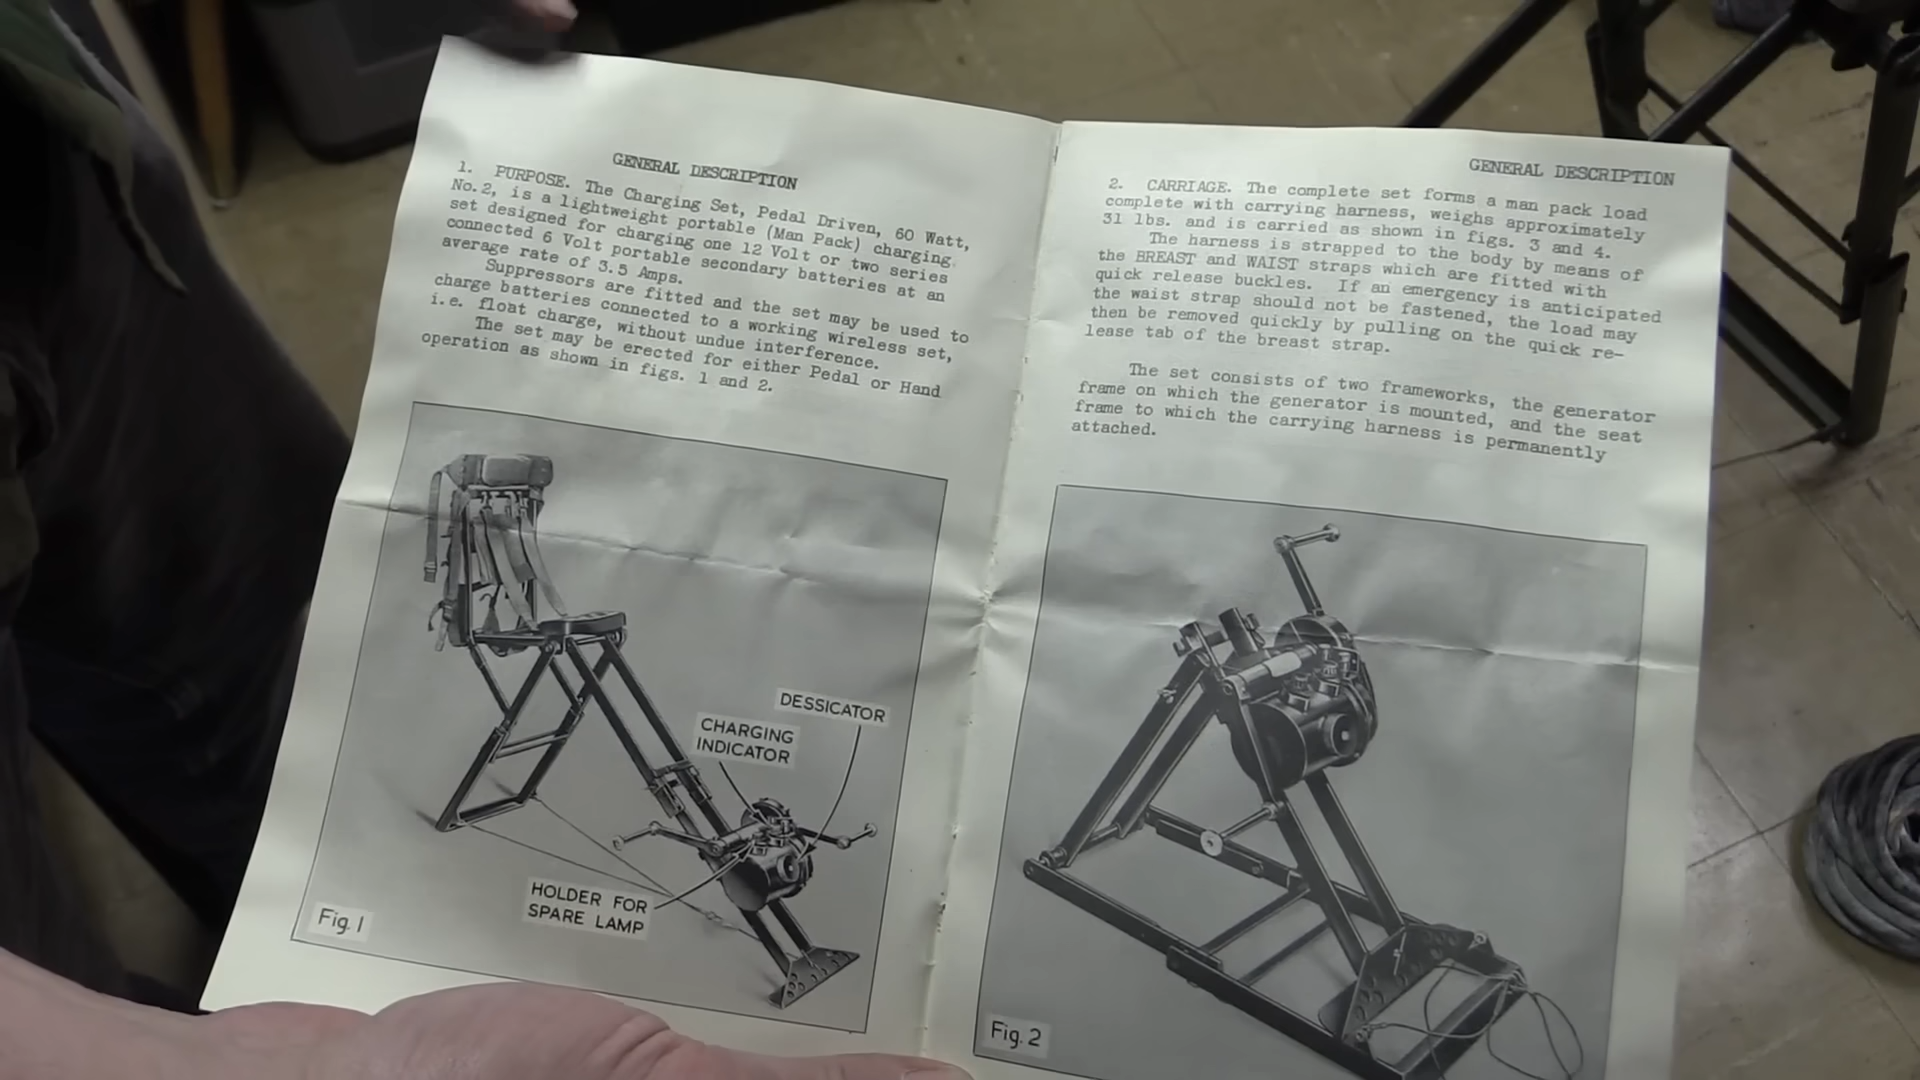 GENERAL DESCRIPTION
1. PURPOSE. The Charging Set, Pedal Driven, 60 Watt,
No.2, is a lightweight portable (Man Pack) charging
set designed for charging one 12 Volt or two series
connected 6 Volt portable secondary batteries at an
average rate of 3.5 Amps.
Suppressors are fitted and the set may be used to
charge batteries connected to a working wireless set,
i.e. float charge, without undue interference.
The set may be erected for either Pedal or Hand
operation as shown in figs. 1 and 2.
DESSICATOR
CHARGING
INDICATOR
HOLDER FOR
SPARE LAMP
Fig. 1
GENERAL DESCRIPTION
2. CARRIAGE. The complete set forms a man pack load
complete with carrying harness, weighs approximately
31 lbs. and is carried as shown in figs. 3 and 4.
The harness is strapped to the body by means of
the BREAST and WAIST straps which are fitted with
quick release buckles. If an emergency is anticipated
the waist strap should not be fastened, the load may
then be removed quickly by pulling on the quick re-
lease tab of the breast strap.
The set consists of two frameworks, the generator
frame on which the generator is mounted, and the seat
frame to which the carrying harness is permanently
attached.
Fig. 2